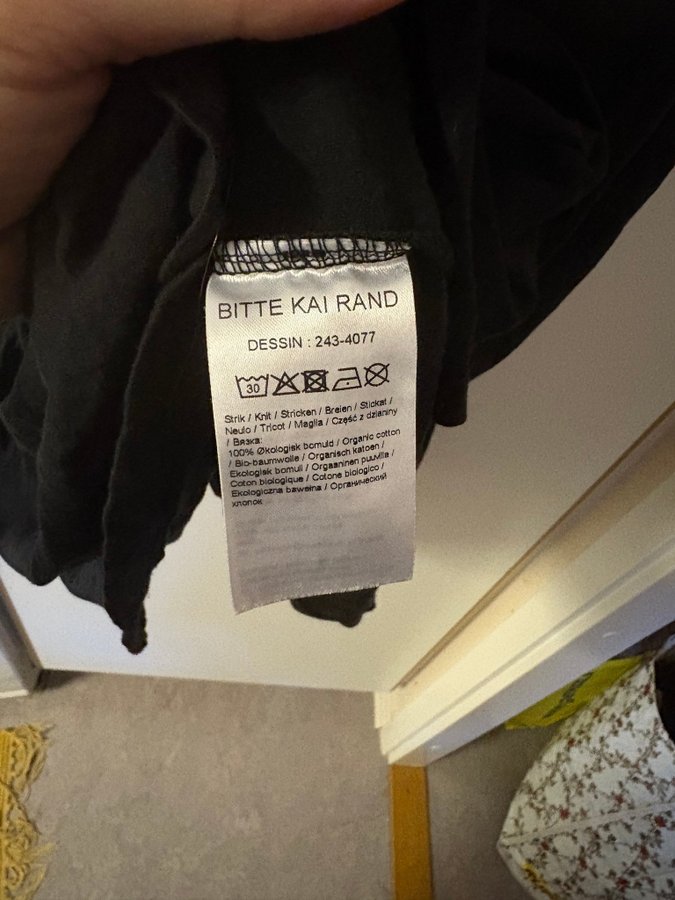 BITTE KAI RAND
DESSIN : 243-4077
30
Strik / Knit / Stricken / Breien / Stickat /
Neulo / Tricot / Maglia / Część z dzianiny
/ Вязка:
100% Økologisk bomuld / Organic cotton
/ Bio-baumwolle / Organisch katoen /
Ekologisk bomull / Orgaaninen puuvilla /
Coton biologique / Cotone biologico /
Ekologiczna bawełna / Органический
хлопок